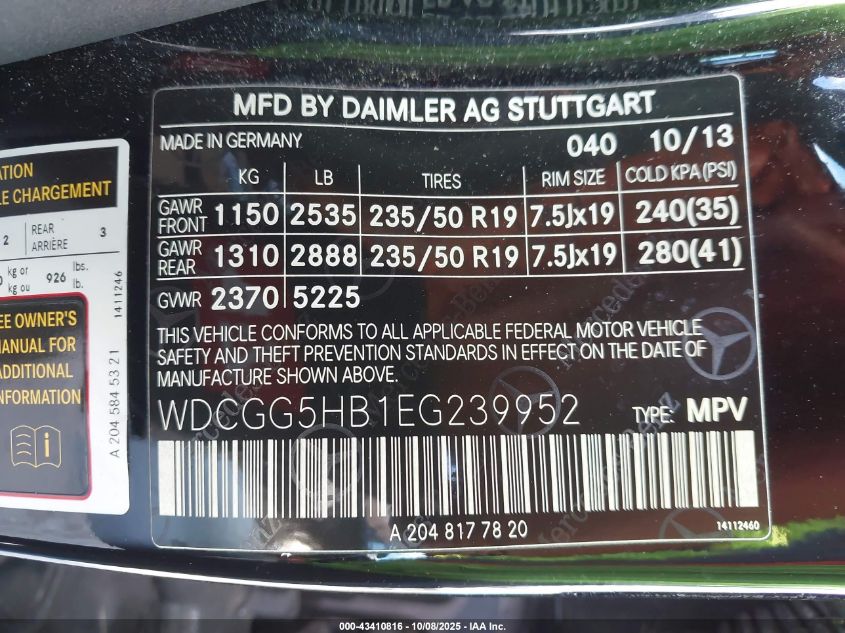 MFD BY DAIMLER AG STUTTGART
MADE IN GERMANY 040 10/13
KG LB TIRES RIM SIZE COLD KPA(PSI)
GAWR FRONT 1150 2535 235/50 R19 7.5Jx19 240(35)
GAWR REAR 1310 2888 235/50 R19 7.5Jx19 280(41)
GVWR 2370 5225
THIS VEHICLE CONFORMS TO ALL APPLICABLE FEDERAL MOTOR VEHICLE
SAFETY AND THEFT PREVENTION STANDARDS IN EFFECT ON THE DATE OF
MANUFACTURE SHOWN ABOVE.
WDCGG5HB1EG239952 TYPE: MPV
A 204 817 78 20 14112460
Mercedes-Benz
Mercedes-Benz
CHARGEMENT
2 REAR ARRIÈRE 3
kg or
kg ou
926 lbs.
lb.
1411246
OWNER'S
MANUAL FOR
ADDITIONAL
INFORMATION
i
A 204 584 53 21
000-43410816 - 10/08/2025 - IAA Inc.